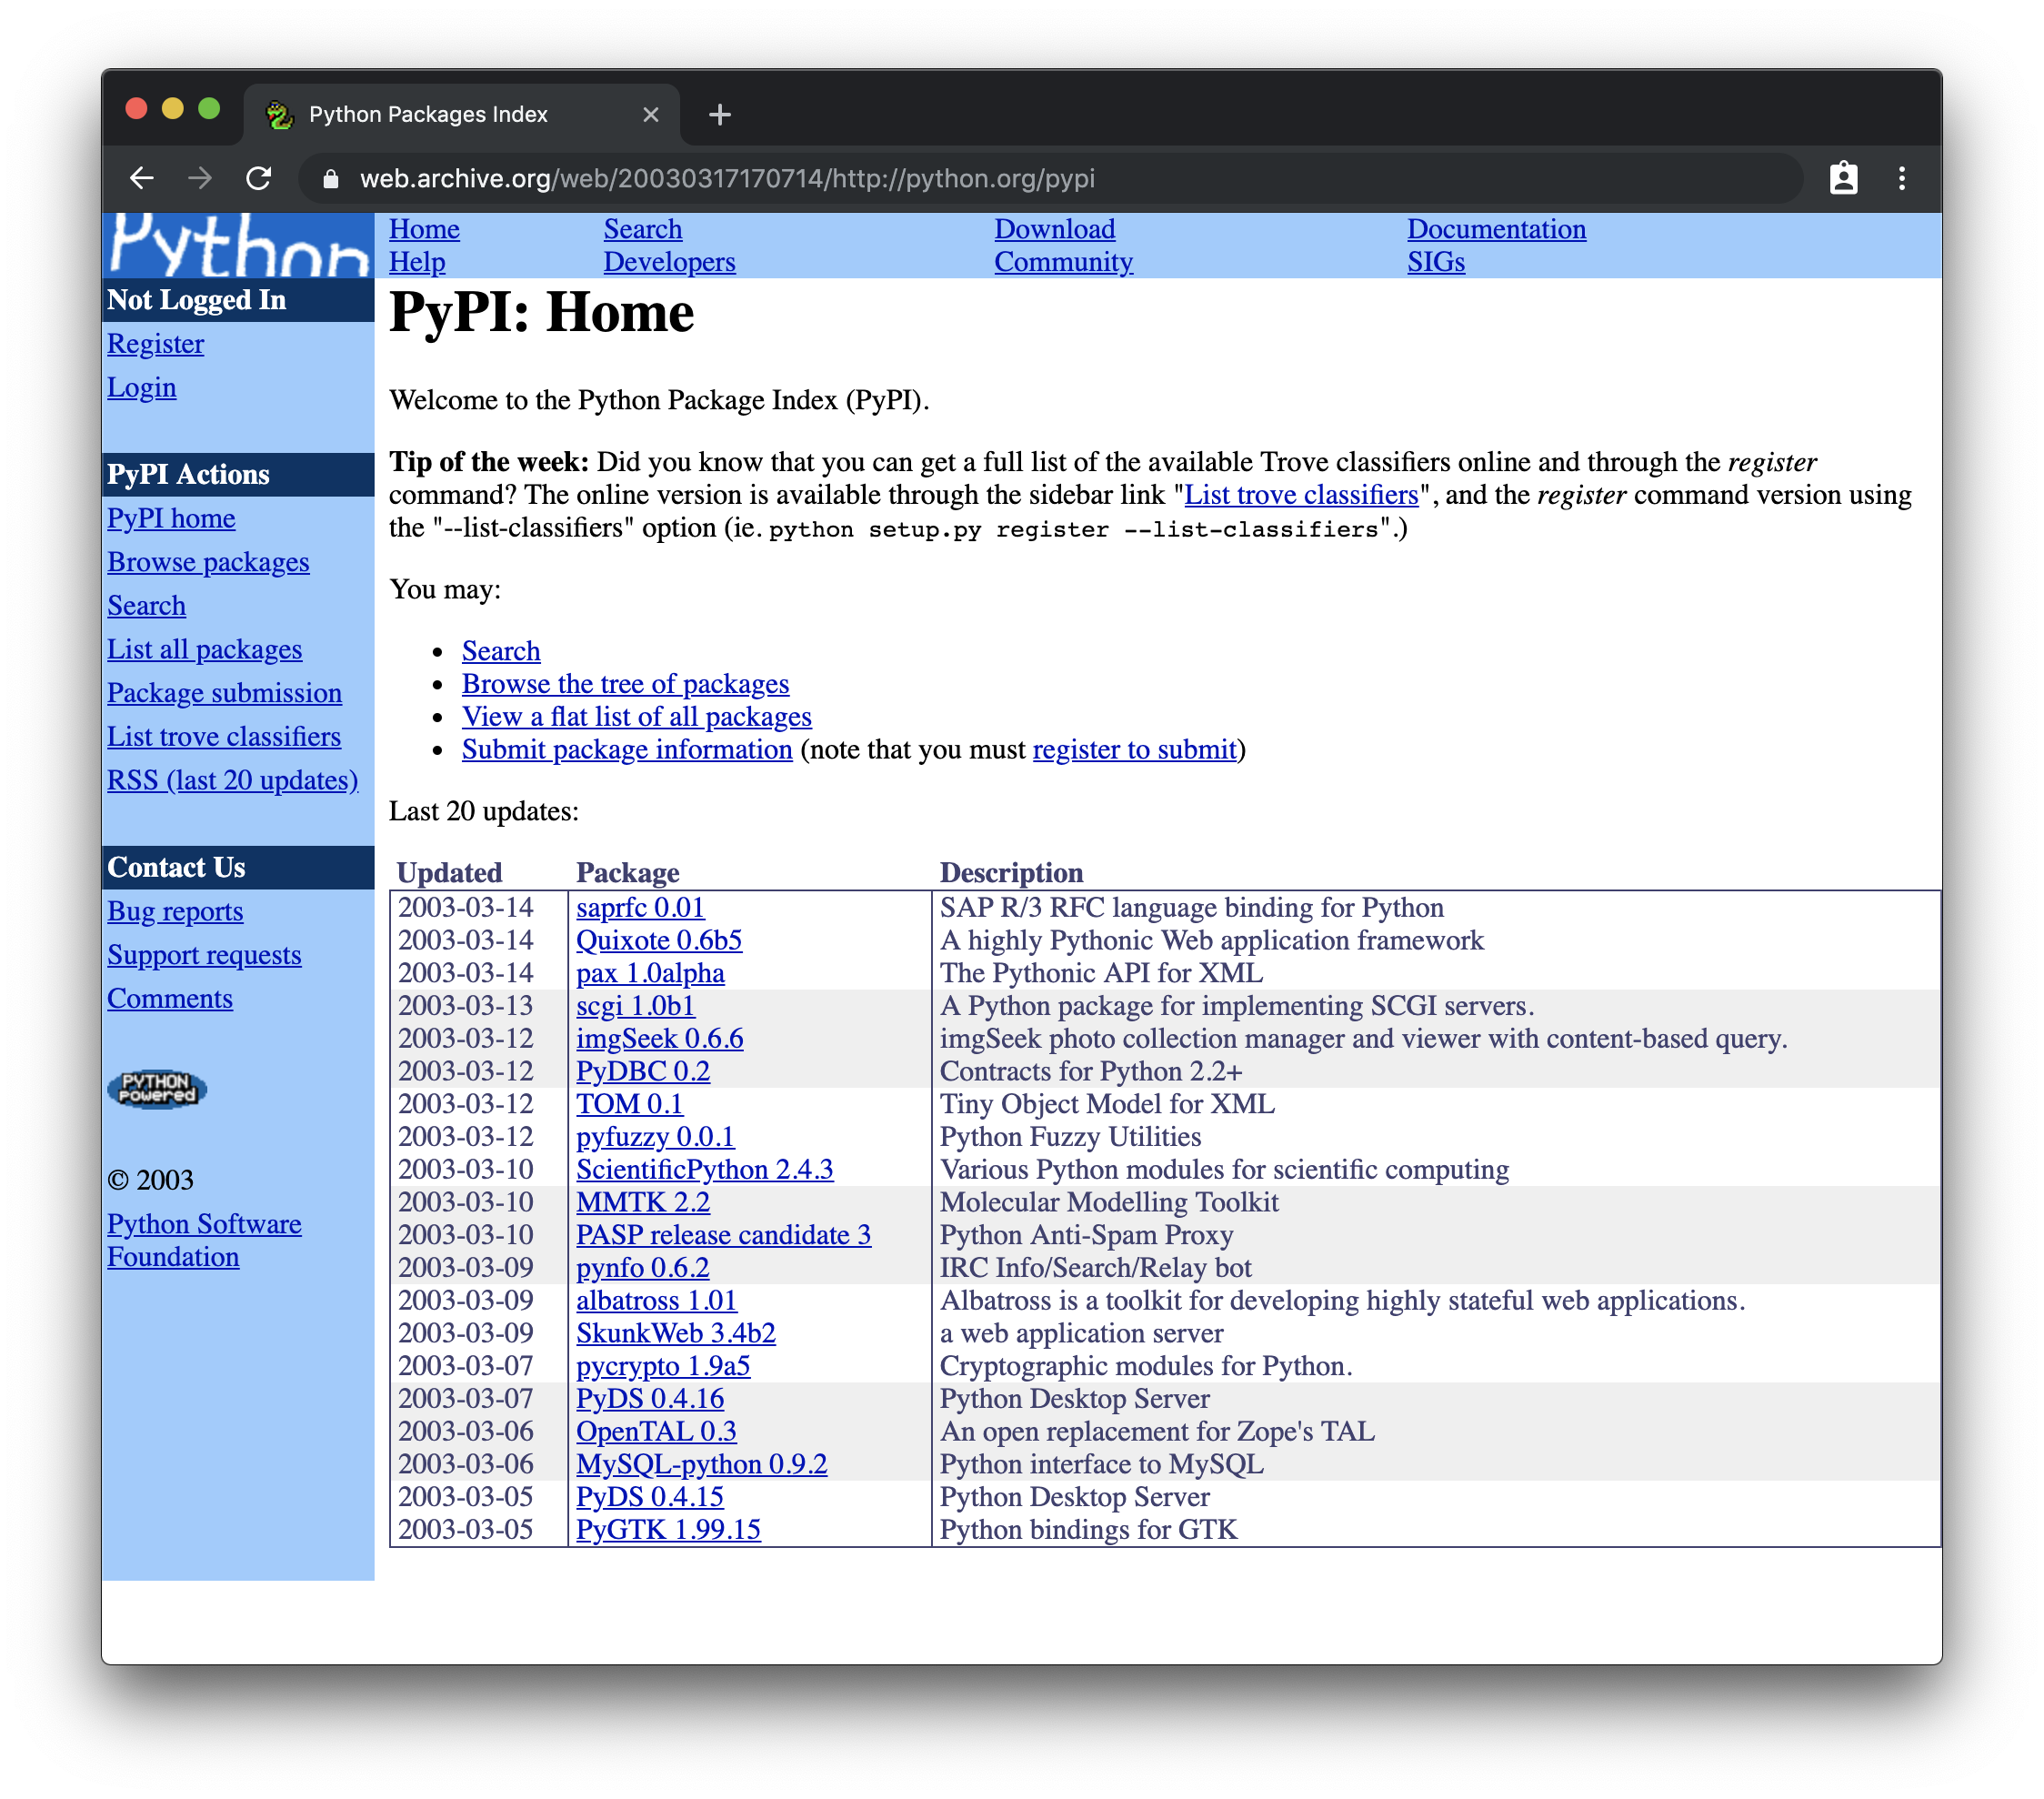 Python Packages Index
web.archive.org/web/20030317170714/http://python.org/pypi
Python
Home Search Download Documentation
Help Developers Community SIGs
Not Logged In
Register
Login
PyPI Actions
PyPI home
Browse packages
Search
List all packages
Package submission
List trove classifiers
RSS (last 20 updates)
Contact Us
Bug reports
Support requests
Comments
PYTHON
Powered
© 2003
Python Software
Foundation
PyPI: Home
Welcome to the Python Package Index (PyPI).
Tip of the week: Did you know that you can get a full list of the available Trove classifiers online and through the register
command? The online version is available through the sidebar link "List trove classifiers", and the register command version using
the "--list-classifiers" option (ie. python setup.py register --list-classifiers".)
You may:
• Search
• Browse the tree of packages
• View a flat list of all packages
• Submit package information (note that you must register to submit)
Last 20 updates:
Updated Package Description
2003-03-14 saprfc 0.01 SAP R/3 RFC language binding for Python
2003-03-14 Quixote 0.6b5 A highly Pythonic Web application framework
2003-03-14 pax 1.0alpha The Pythonic API for XML
2003-03-13 scgi 1.0b1 A Python package for implementing SCGI servers.
2003-03-12 imgSeek 0.6.6 imgSeek photo collection manager and viewer with content-based query.
2003-03-12 PyDBC 0.2 Contracts for Python 2.2+
2003-03-12 TOM 0.1 Tiny Object Model for XML
2003-03-12 pyfuzzy 0.0.1 Python Fuzzy Utilities
2003-03-10 ScientificPython 2.4.3 Various Python modules for scientific computing
2003-03-10 MMTK 2.2 Molecular Modelling Toolkit
2003-03-10 PASP release candidate 3 Python Anti-Spam Proxy
2003-03-09 pynfo 0.6.2 IRC Info/Search/Relay bot
2003-03-09 albatross 1.01 Albatross is a toolkit for developing highly stateful web applications.
2003-03-09 SkunkWeb 3.4b2 a web application server
2003-03-07 pycrypto 1.9a5 Cryptographic modules for Python.
2003-03-07 PyDS 0.4.16 Python Desktop Server
2003-03-06 OpenTAL 0.3 An open replacement for Zope's TAL
2003-03-06 MySQL-python 0.9.2 Python interface to MySQL
2003-03-05 PyDS 0.4.15 Python Desktop Server
2003-03-05 PyGTK 1.99.15 Python bindings for GTK